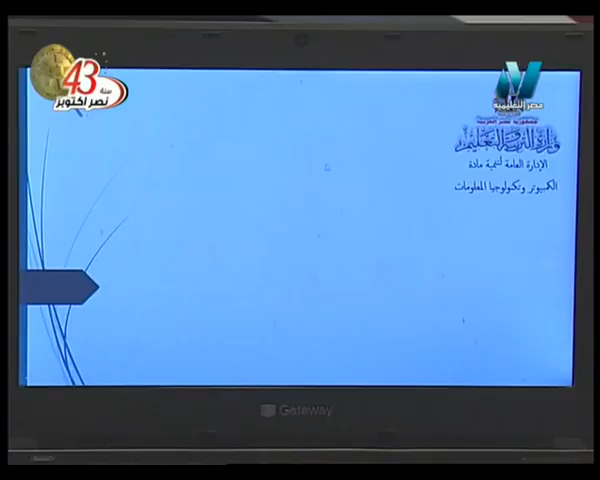 43 سنة
نصر اكتوبر
مصر التعليمية
جمهورية مصر العربية
وزارة التربية والتعليم
الإدارة العامة لتنمية مادة
الكمبيوتر وتكنولوجيا المعلومات
Gateway